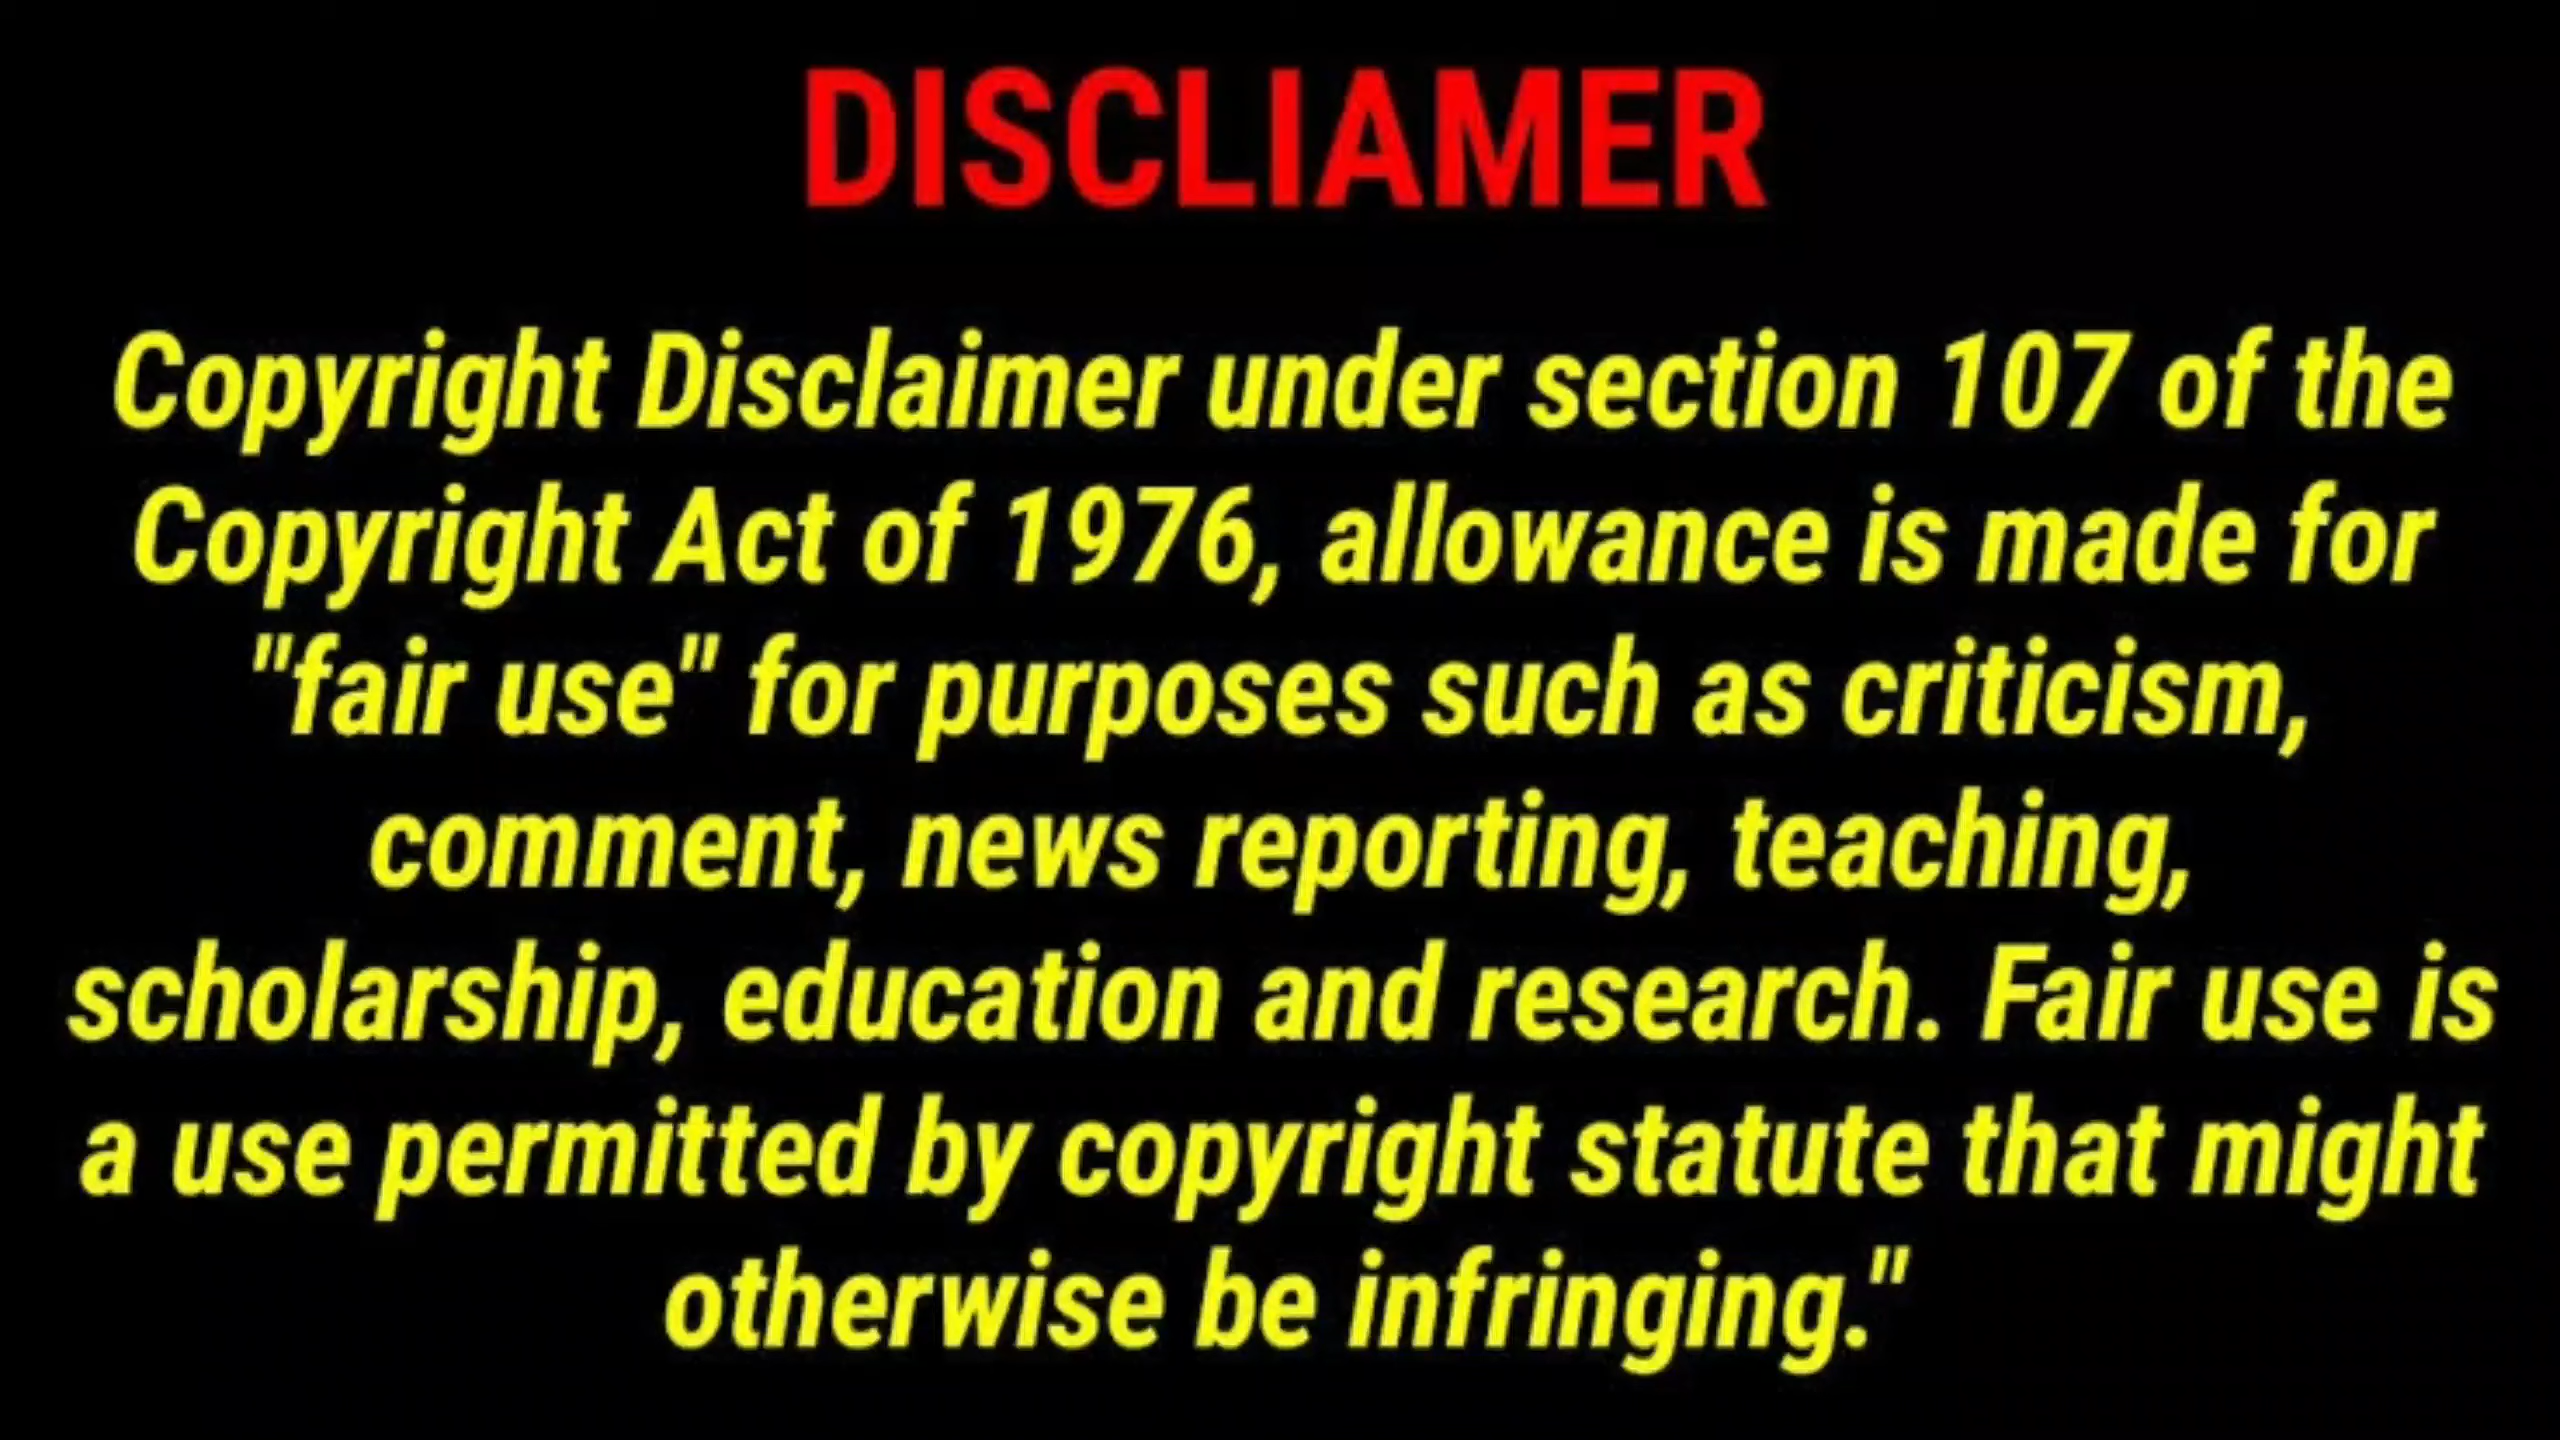 DISCLIAMER
Copyright Disclaimer under section 107 of the
Copyright Act of 1976, allowance is made for
"fair use" for purposes such as criticism,
comment, news reporting, teaching,
scholarship, education and research. Fair use is
a use permitted by copyright statute that might
otherwise be infringing."